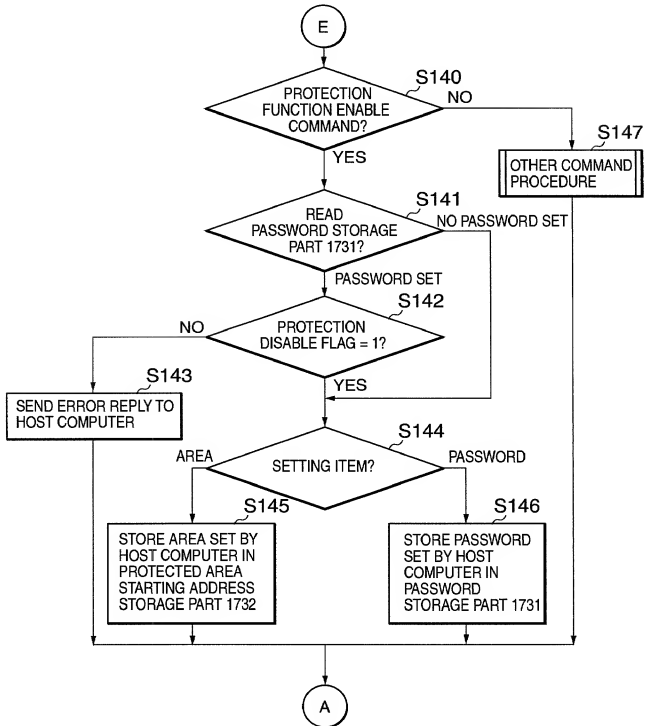 E
S140
PROTECTION
FUNCTION ENABLE
COMMAND?
NO
YES
S147
OTHER COMMAND
PROCEDURE
S141
READ
PASSWORD STORAGE
PART 1731?
NO PASSWORD SET
PASSWORD SET
S142
PROTECTION
DISABLE FLAG = 1?
NO
YES
S143
SEND ERROR REPLY TO
HOST COMPUTER
S144
SETTING ITEM?
AREA
PASSWORD
S145
STORE AREA SET BY
HOST COMPUTER IN
PROTECTED AREA
STARTING ADDRESS
STORAGE PART 1732
S146
STORE PASSWORD
SET BY HOST
COMPUTER IN
PASSWORD
STORAGE PART 1731
A